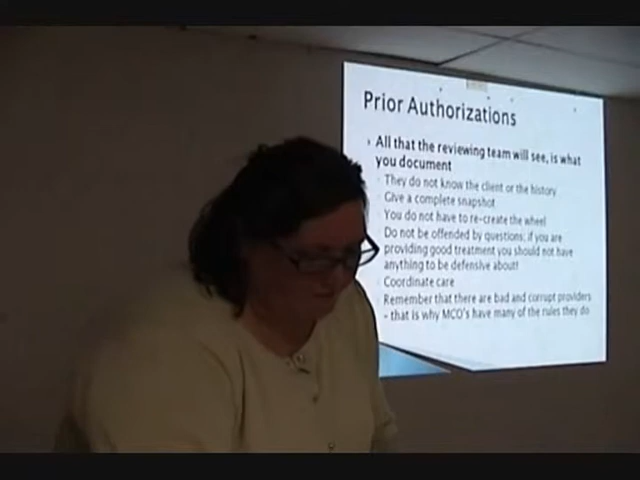 Prior Authorizations
All that the reviewing team will see, is what
you document
They do not know the client or the history
Give a complete snapshot
You do not have to re-create the wheel
Do not be offended by questions; if you are
providing good treatment you should not have
anything to be defensive about!
Coordinate care
Remember that there are bad and corrupt providers
- that is why MCO's have many of the rules they do